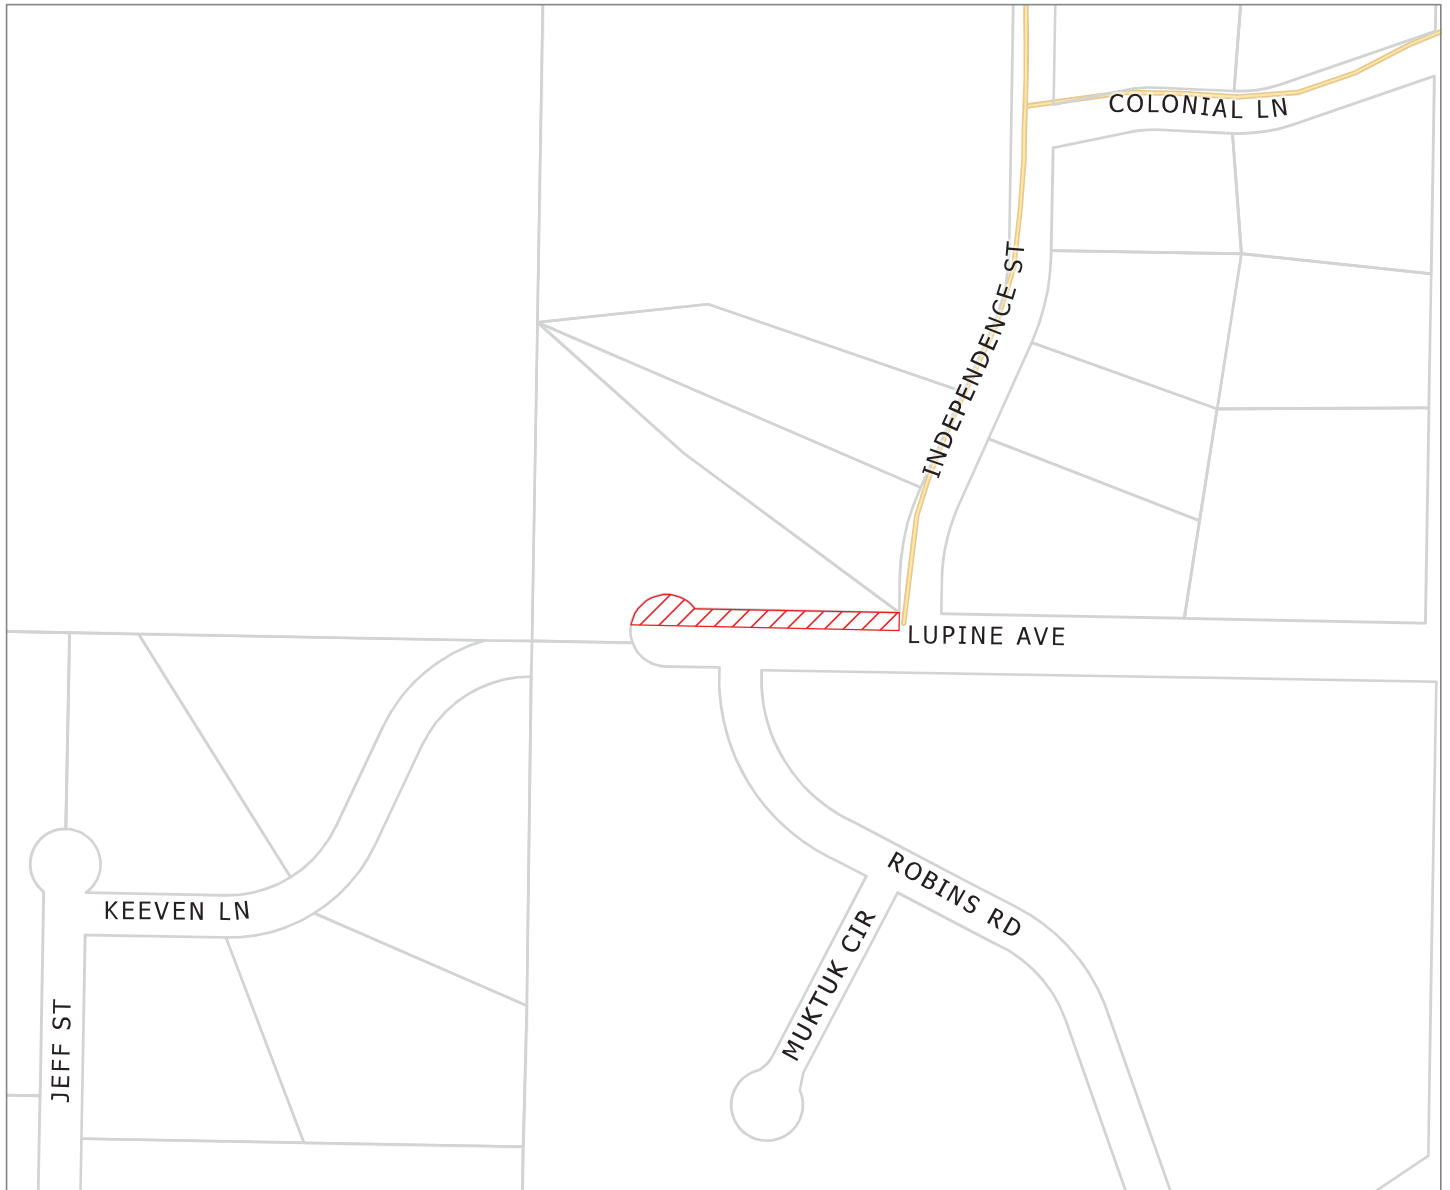 COLONIAL LN
INDEPENDENCE ST
LUPINE AVE
ROBINS RD
KEEVEN LN
MUKTUK CIR
JEFF ST